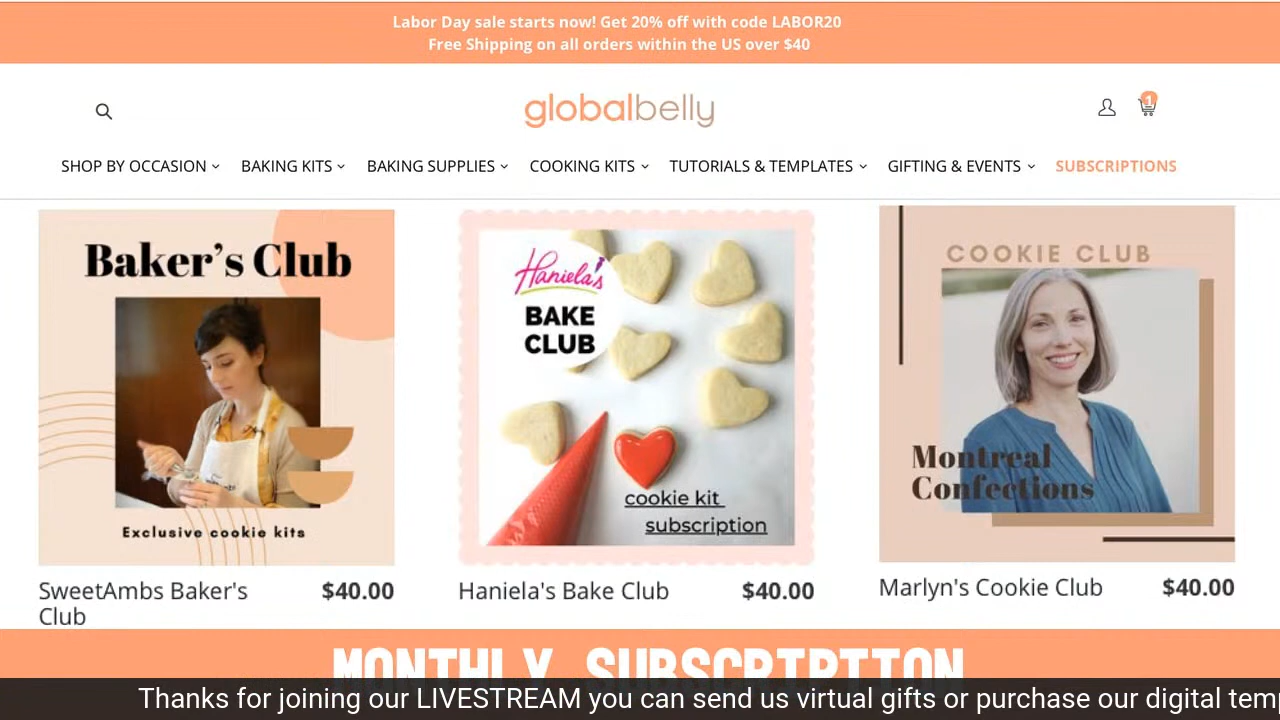 Labor Day sale starts now! Get 20% off with code LABOR20
Free Shipping on all orders within the US over $40
globalbelly
1
SHOP BY OCCASION
BAKING KITS
BAKING SUPPLIES
COOKING KITS
TUTORIALS & TEMPLATES
GIFTING & EVENTS
SUBSCRIPTIONS
Baker's Club
Exclusive cookie kits
SweetAmbs Baker's
Club
$40.00
Haniela's
BAKE
CLUB
cookie kit
subscription
Haniela's Bake Club
$40.00
COOKIE CLUB
Montreal
Confections
Marlyn's Cookie Club
$40.00
MONTHLY SUBSCRIPTION
Thanks for joining our LIVESTREAM you can send us virtual gifts or purchase our digital